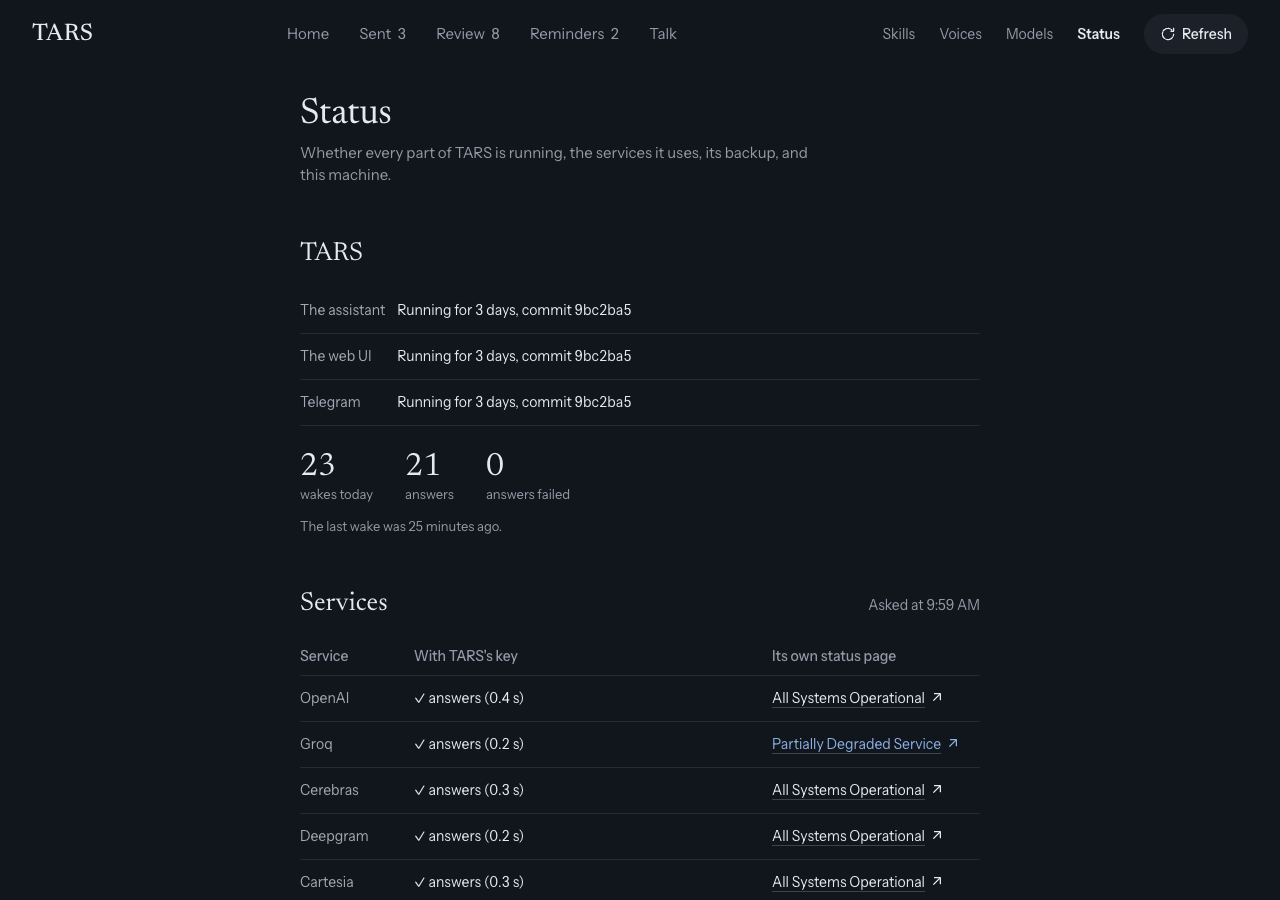 TARS
Home Sent 3 Review 8 Reminders 2 Talk Skills Voices Models Status Refresh
Status
Whether every part of TARS is running, the services it uses, its backup, and
this machine.
TARS
The assistant Running for 3 days, commit 9bc2ba5
The web UI Running for 3 days, commit 9bc2ba5
Telegram Running for 3 days, commit 9bc2ba5
23 21 0
wakes today answers answers failed
The last wake was 25 minutes ago.
Services Asked at 9:59 AM
Service With TARS's key Its own status page
OpenAI ✓ answers (0.4 s) All Systems Operational ↗
Groq ✓ answers (0.2 s) Partially Degraded Service ↗
Cerebras ✓ answers (0.3 s) All Systems Operational ↗
Deepgram ✓ answers (0.2 s) All Systems Operational ↗
Cartesia ✓ answers (0.3 s) All Systems Operational ↗